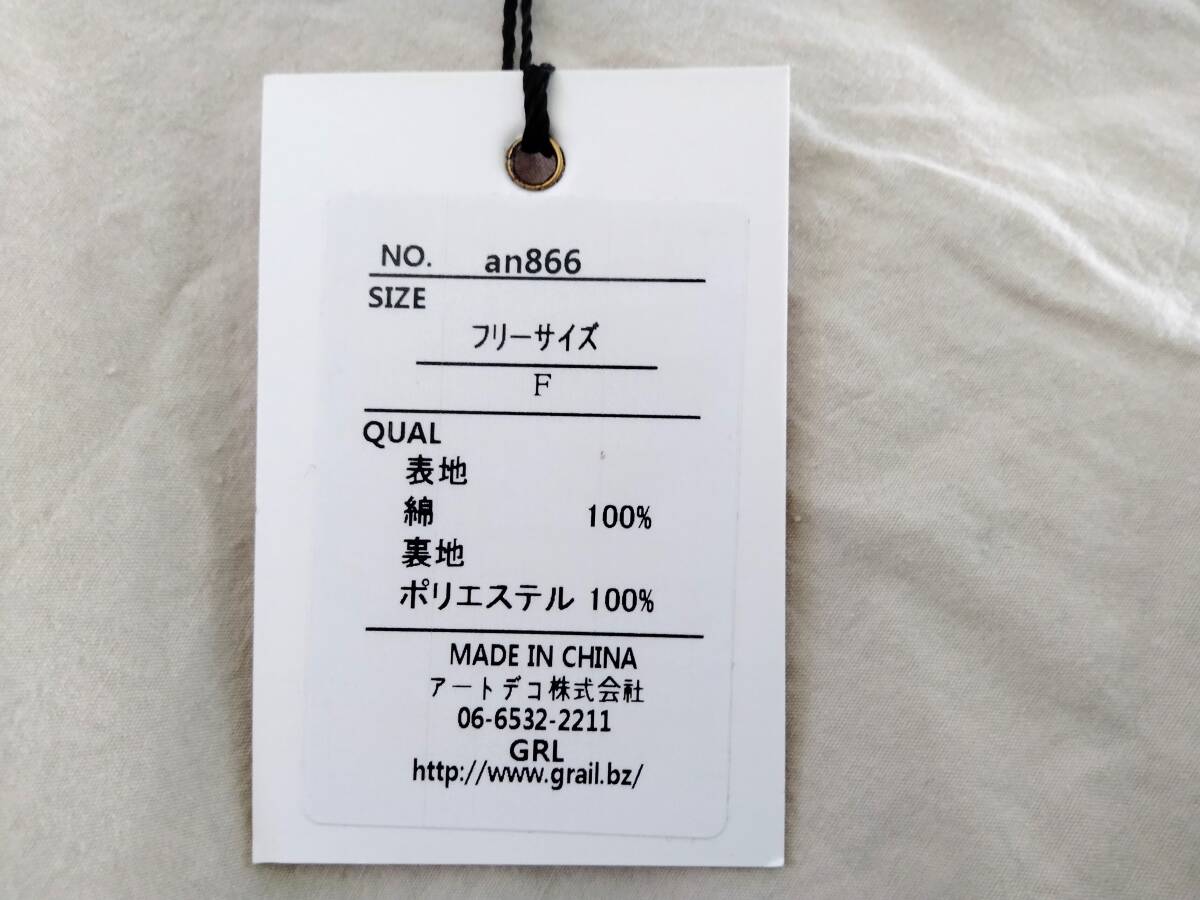 NO. an866
SIZE
フリーサイズ
F
QUAL
表地
綿 100%
裏地
ポリエステル 100%
MADE IN CHINA
アートデコ株式会社
06-6532-2211
GRL
http://www.grail.bz/